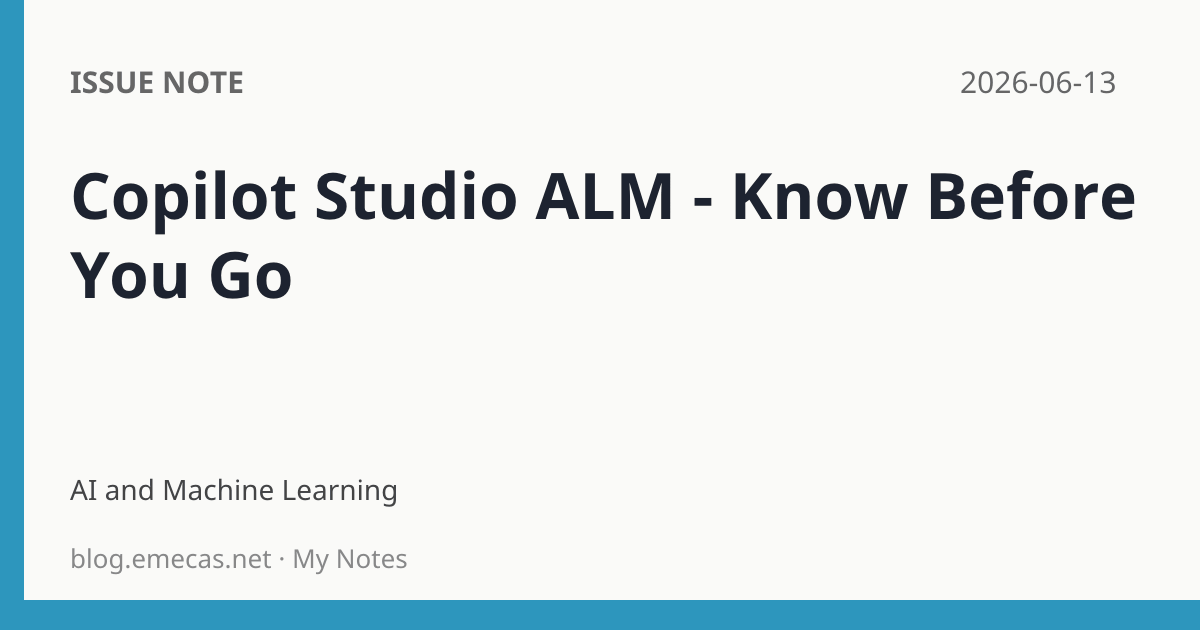 ISSUE NOTE
2026-06-13
Copilot Studio ALM - Know Before
You Go
AI and Machine Learning
blog.emecas.net · My Notes